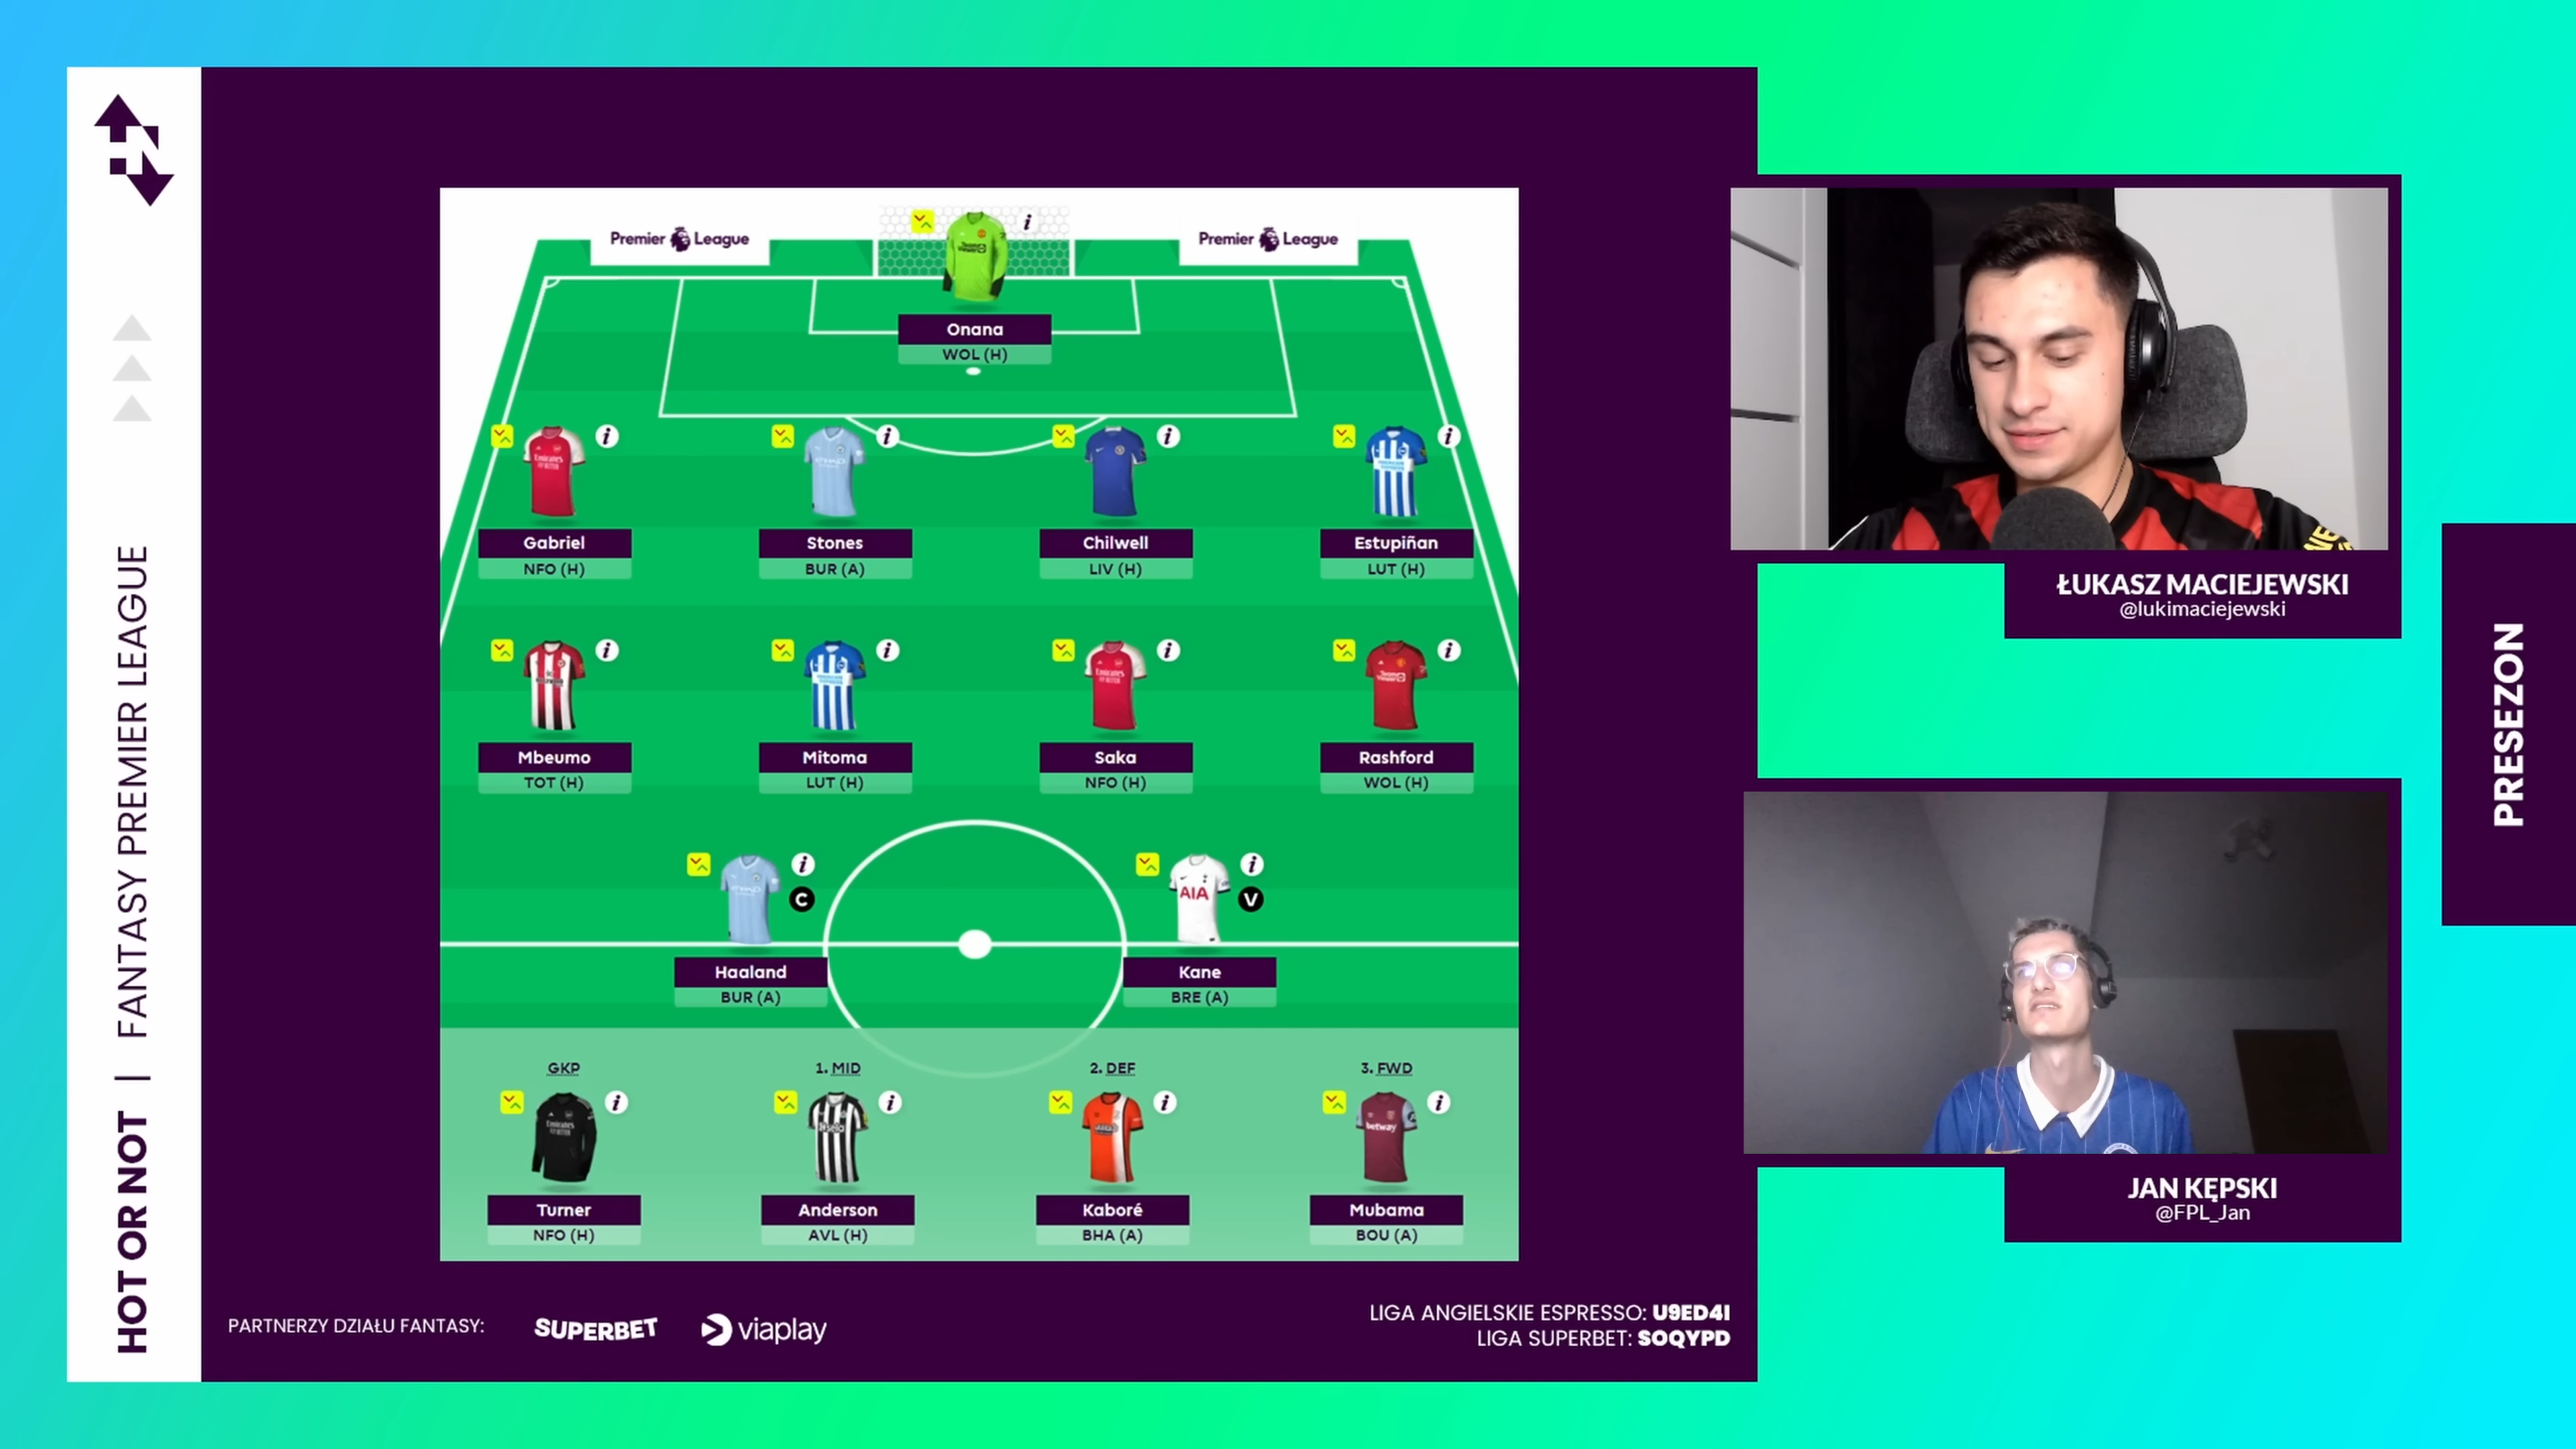 HOT OR NOT | FANTASY PREMIER LEAGUE
Premier League
Premier League
Onana
WOL (H)
Gabriel
NFO (H)
Stones
BUR (A)
Chilwell
LIV (H)
Estupiñan
LUT (H)
Mbeumo
TOT (H)
Mitoma
LUT (H)
Saka
NFO (H)
Rashford
WOL (H)
C
V
AIA
Haaland
BUR (A)
Kane
BRE (A)
GKP
1. MID
2. DEF
3. FWD
betway
Turner
NFO (H)
Anderson
AVL (H)
Kaboré
BHA (A)
Mubama
BOU (A)
PARTNERZY DZIAŁU FANTASY:
SUPERBET
viaplay
LIGA ANGIELSKIE ESPRESSO: U9ED4I
LIGA SUPERBET: SOQYPD
ŁUKASZ MACIEJEWSKI
@lukimaciejewski
JAN KĘPSKI
@FPL_Jan
PRESEZON